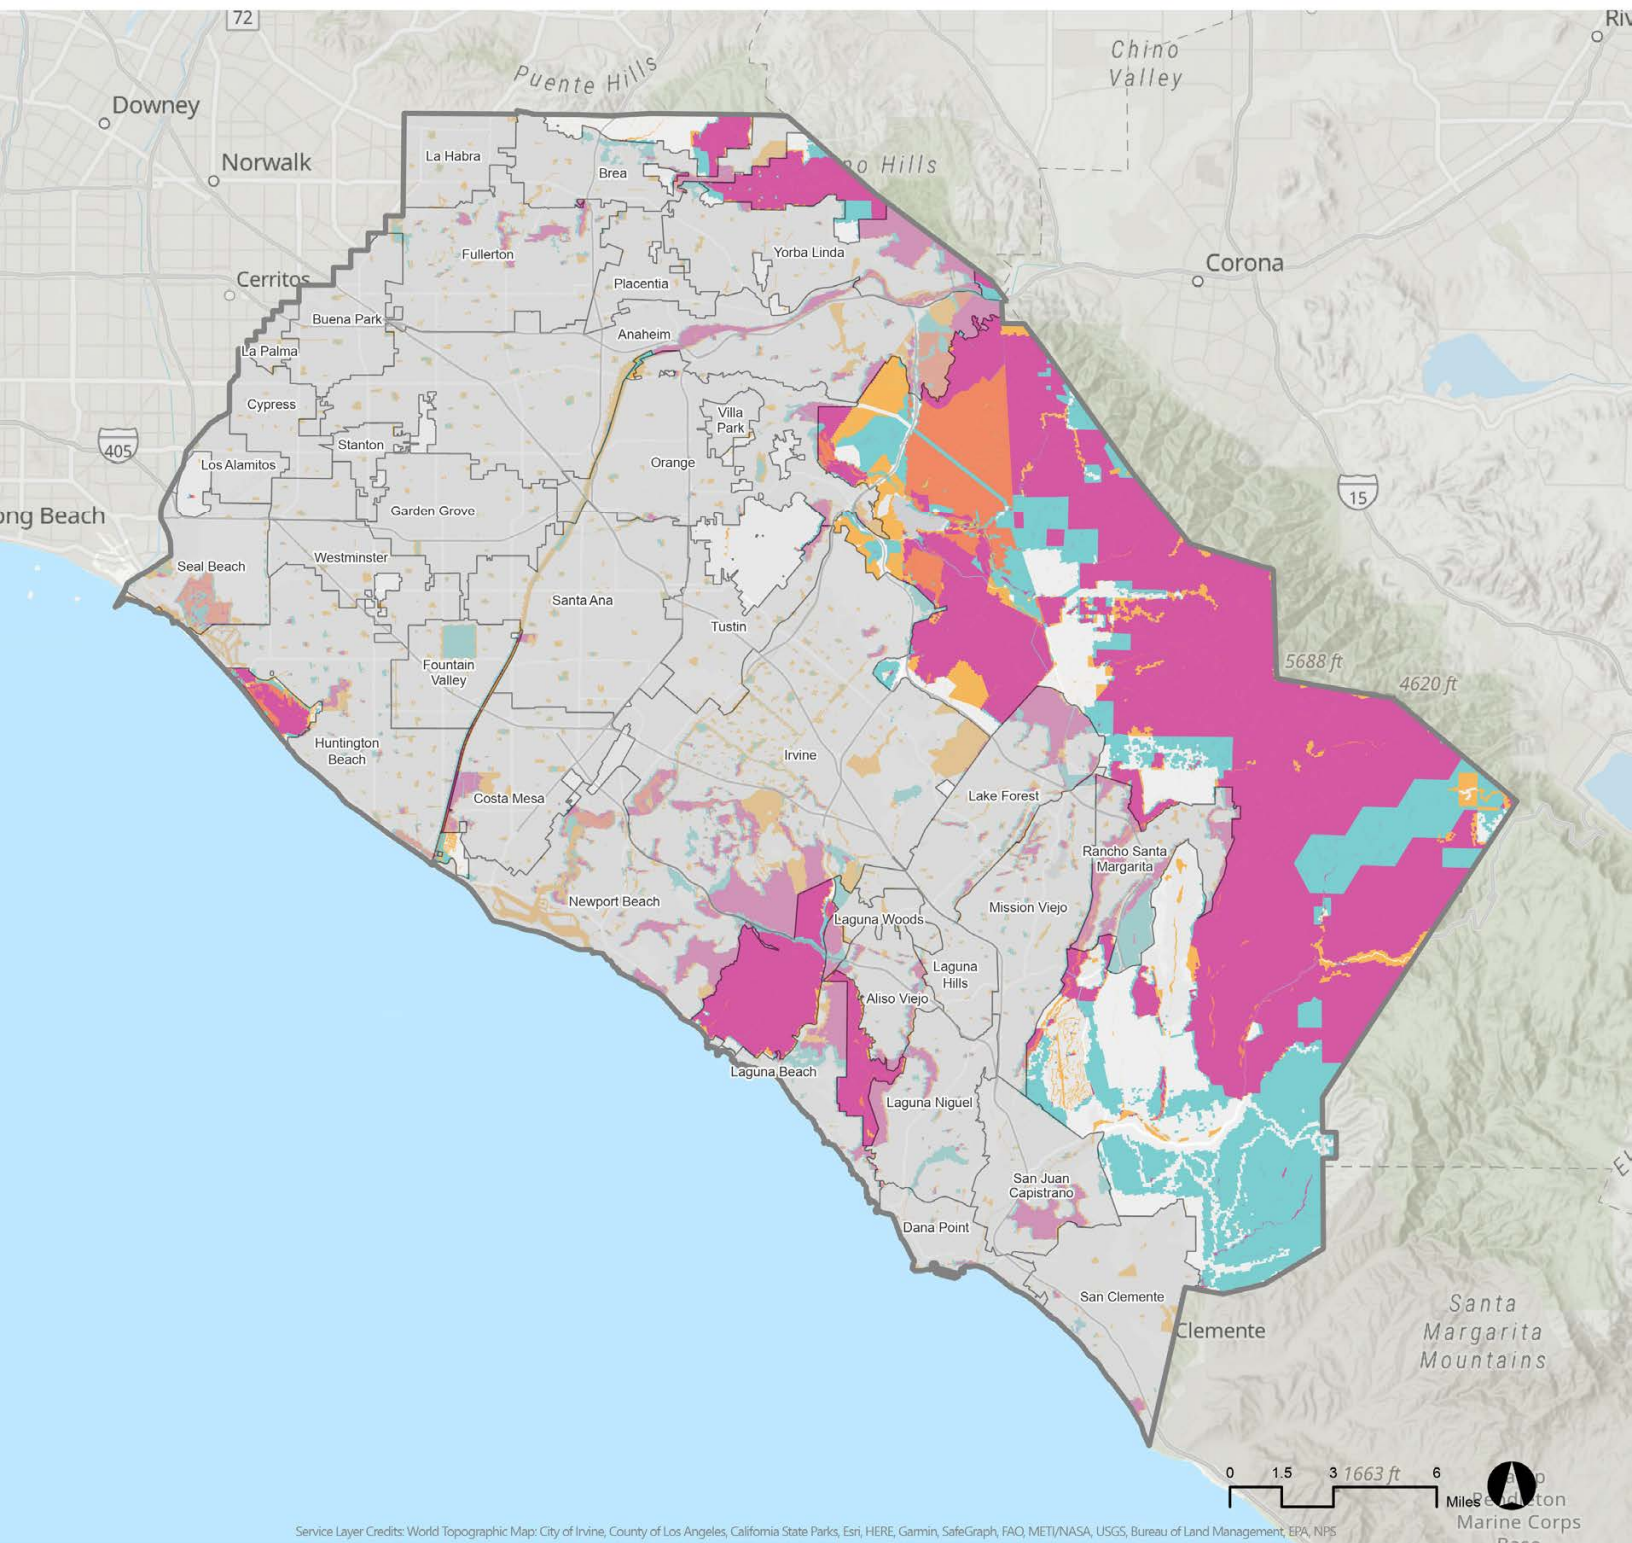 72
Riv
Chino
Valley
Puente Hills
Downey
La Habra
Norwalk
Brea
no Hills
Fullerton
Yorba Linda
Corona
Cerritos
Placentia
Buena Park
Anaheim
La Palma
Cypress
Villa
Park
405
Stanton
Los Alamitos
Orange
15
ong Beach
Garden Grove
Westminster
Seal Beach
Santa Ana
Tustin
5688 ft
Fountain
Valley
4620 ft
Huntington
Beach
Irvine
Costa Mesa
Lake Forest
Rancho Santa
Margarita
Newport Beach
Mission Viejo
Laguna Woods
Laguna
Hills
Aliso Viejo
Laguna Beach
Laguna Niguel
San Juan
Capistrano
Dana Point
San Clemente
Clemente
Santa
Margarita
Mountains
0 1.5 3 6
Miles
1663 ft
Marine Corps
Service Layer Credits: World Topographic Map: City of Irvine, County of Los Angeles, California State Parks, Esri, HERE, Garmin, SafeGraph, FAO, METI/NASA, USGS, Bureau of Land Management, EPA, NPS